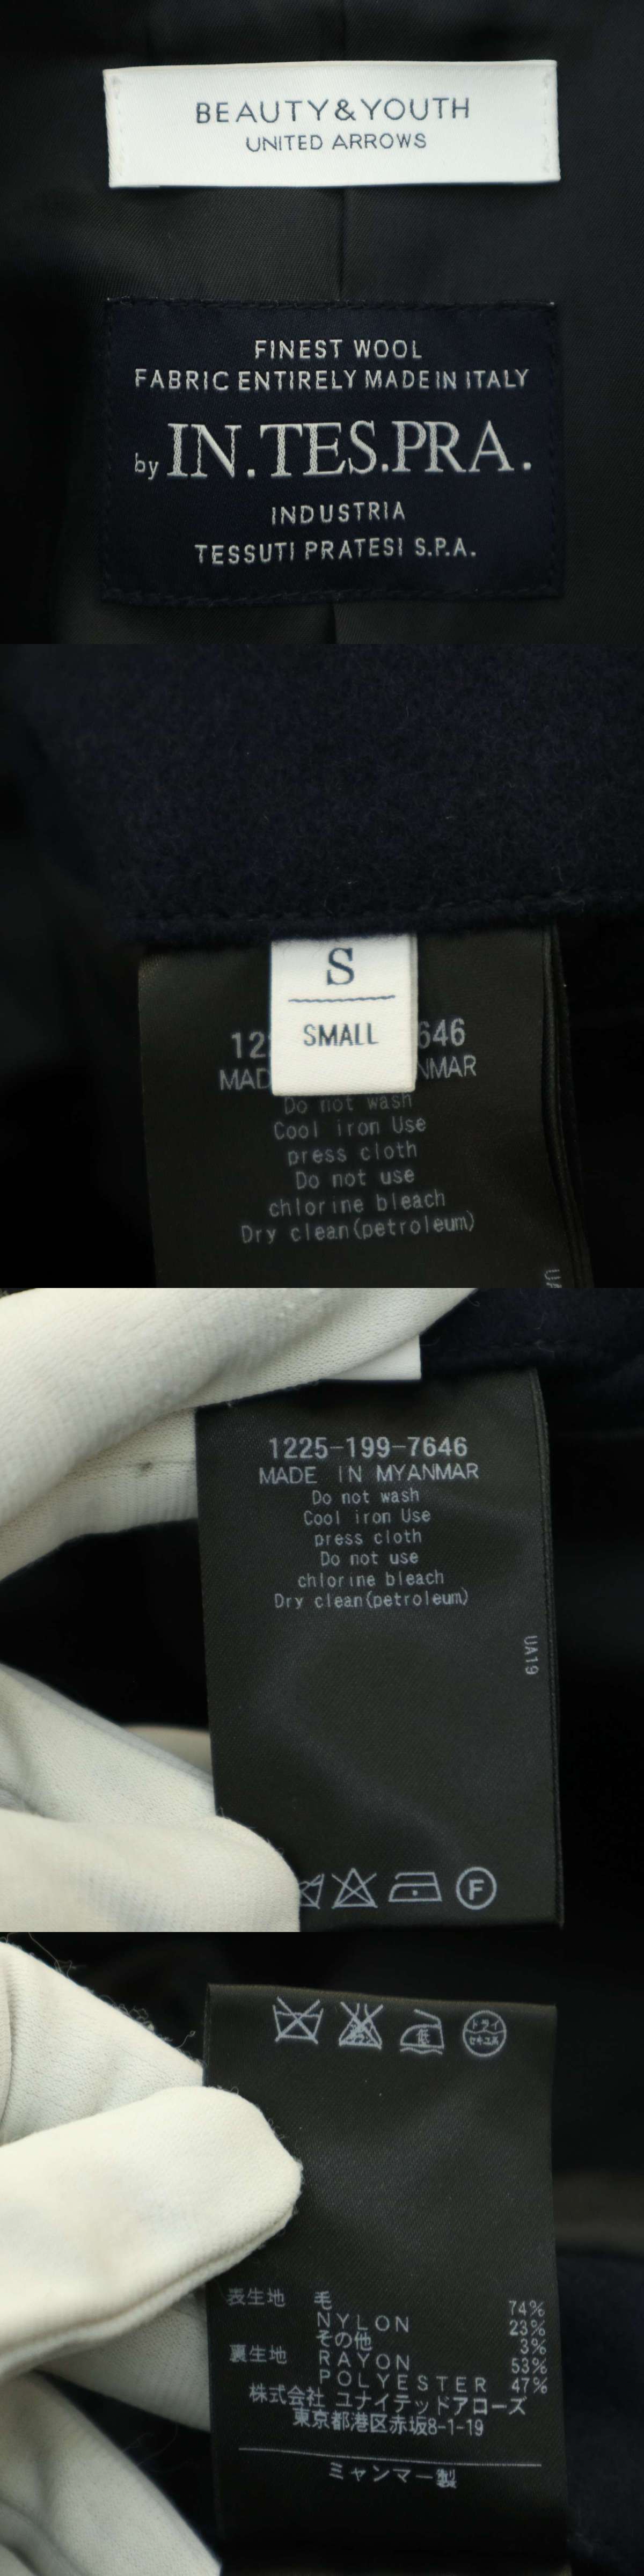 BEAUTY&YOUTH
UNITED ARROWS
FINEST WOOL
FABRIC ENTIRELY MADE IN ITALY
by IN.TES.PRA.
INDUSTRIA
TESSUTI PRATESI S.P.A.
S
SMALL
12 646
MAD NMAR
Do not wash
Cool iron Use
press cloth
Do not use
chlorine bleach
Dry clean(petroleum)
UA
1225-199-7646
MADE IN MYANMAR
Do not wash
Cool iron Use
press cloth
Do not use
chlorine bleach
Dry clean(petroleum)
UA19
F
低
ドライ
セキユ系
表生地 毛 74%
NYLON 23%
その他 3%
裏生地 RAYON 53%
POLYESTER 47%
株式会社 ユナイテッドアローズ
東京都港区赤坂8-1-19
ミャンマー製